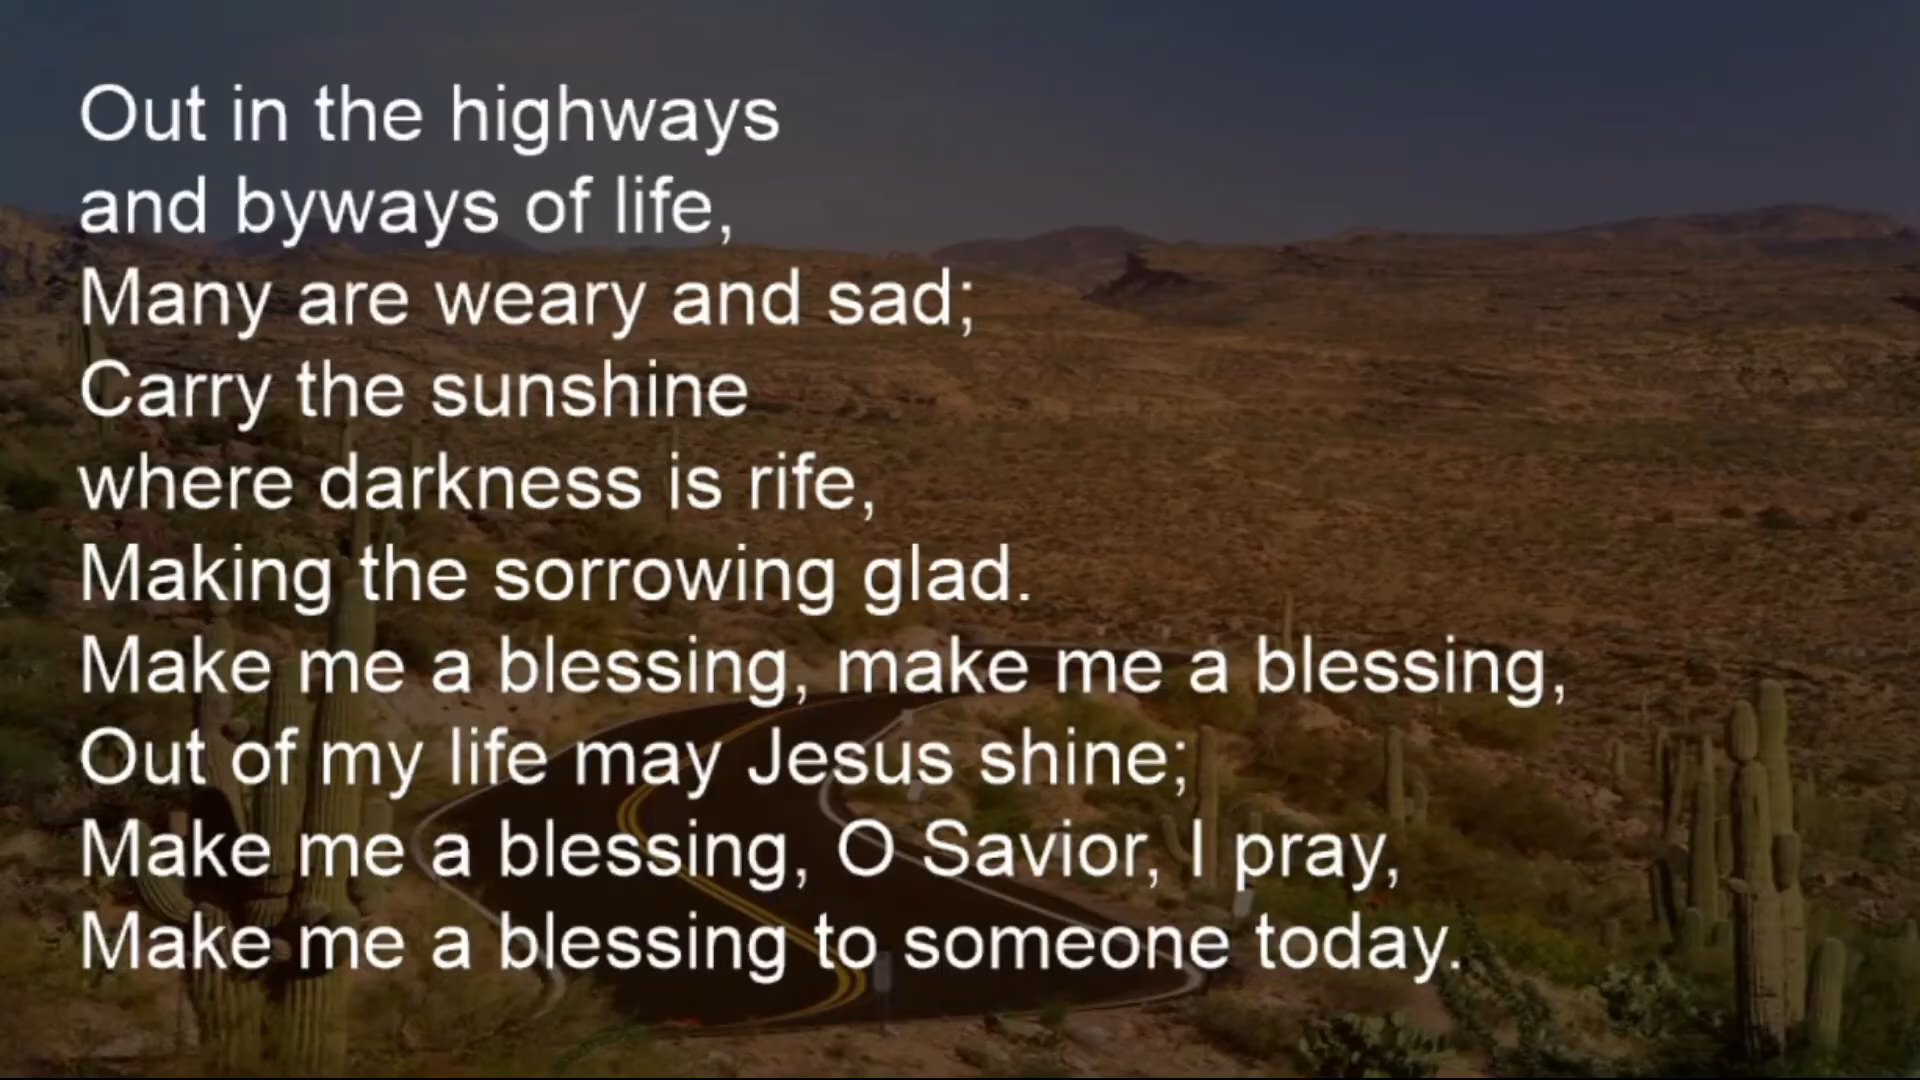 Out in the highways
and byways of life,
Many are weary and sad;
Carry the sunshine
where darkness is rife,
Making the sorrowing glad.
Make me a blessing, make me a blessing,
Out of my life may Jesus shine;
Make me a blessing, O Savior, I pray,
Make me a blessing to someone today.